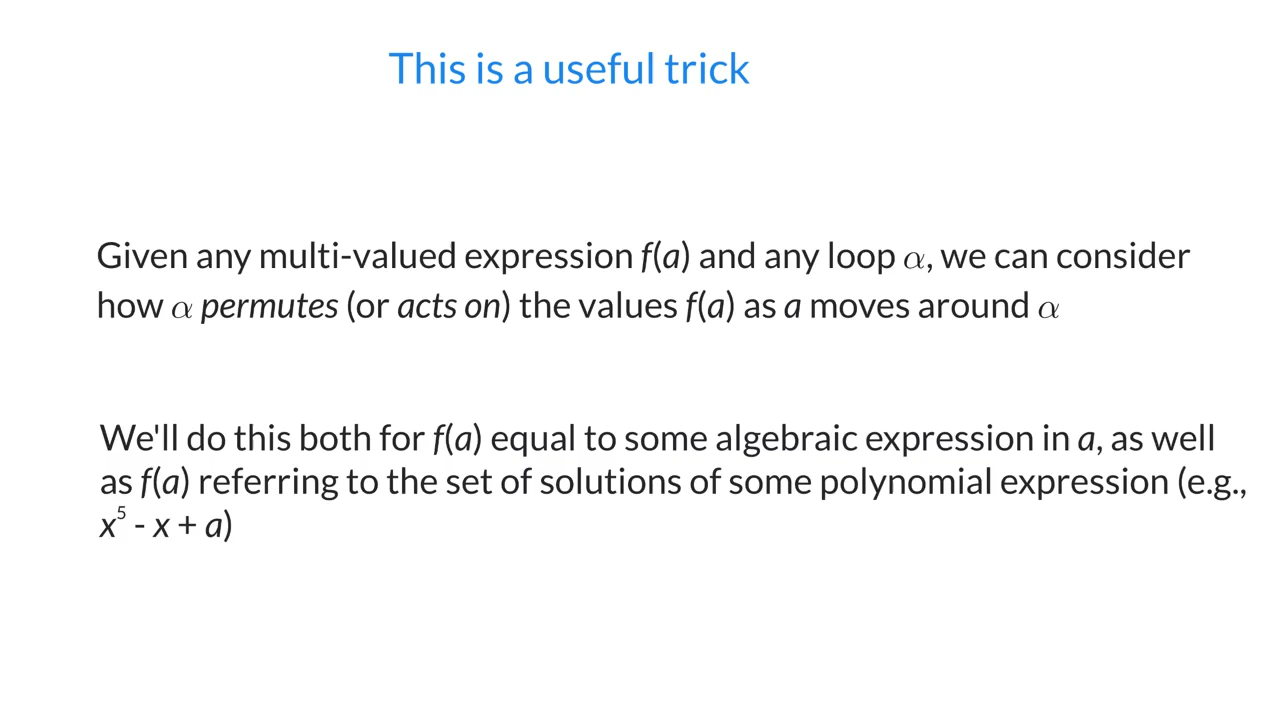 This is a useful trick
Given any multi-valued expression f(a) and any loop α, we can consider
how α permutes (or acts on) the values f(a) as a moves around α
We'll do this both for f(a) equal to some algebraic expression in a, as well
as f(a) referring to the set of solutions of some polynomial expression (e.g.,
x⁵ - x + a)